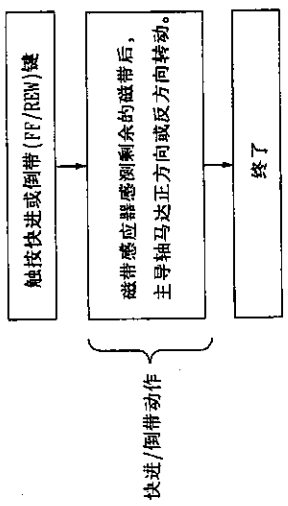 触按快进或倒带(FF/REW)键
磁带感应器感测剩余的磁带后，
主导轴马达正方向或反方向转动。
终了
快进/倒带动作